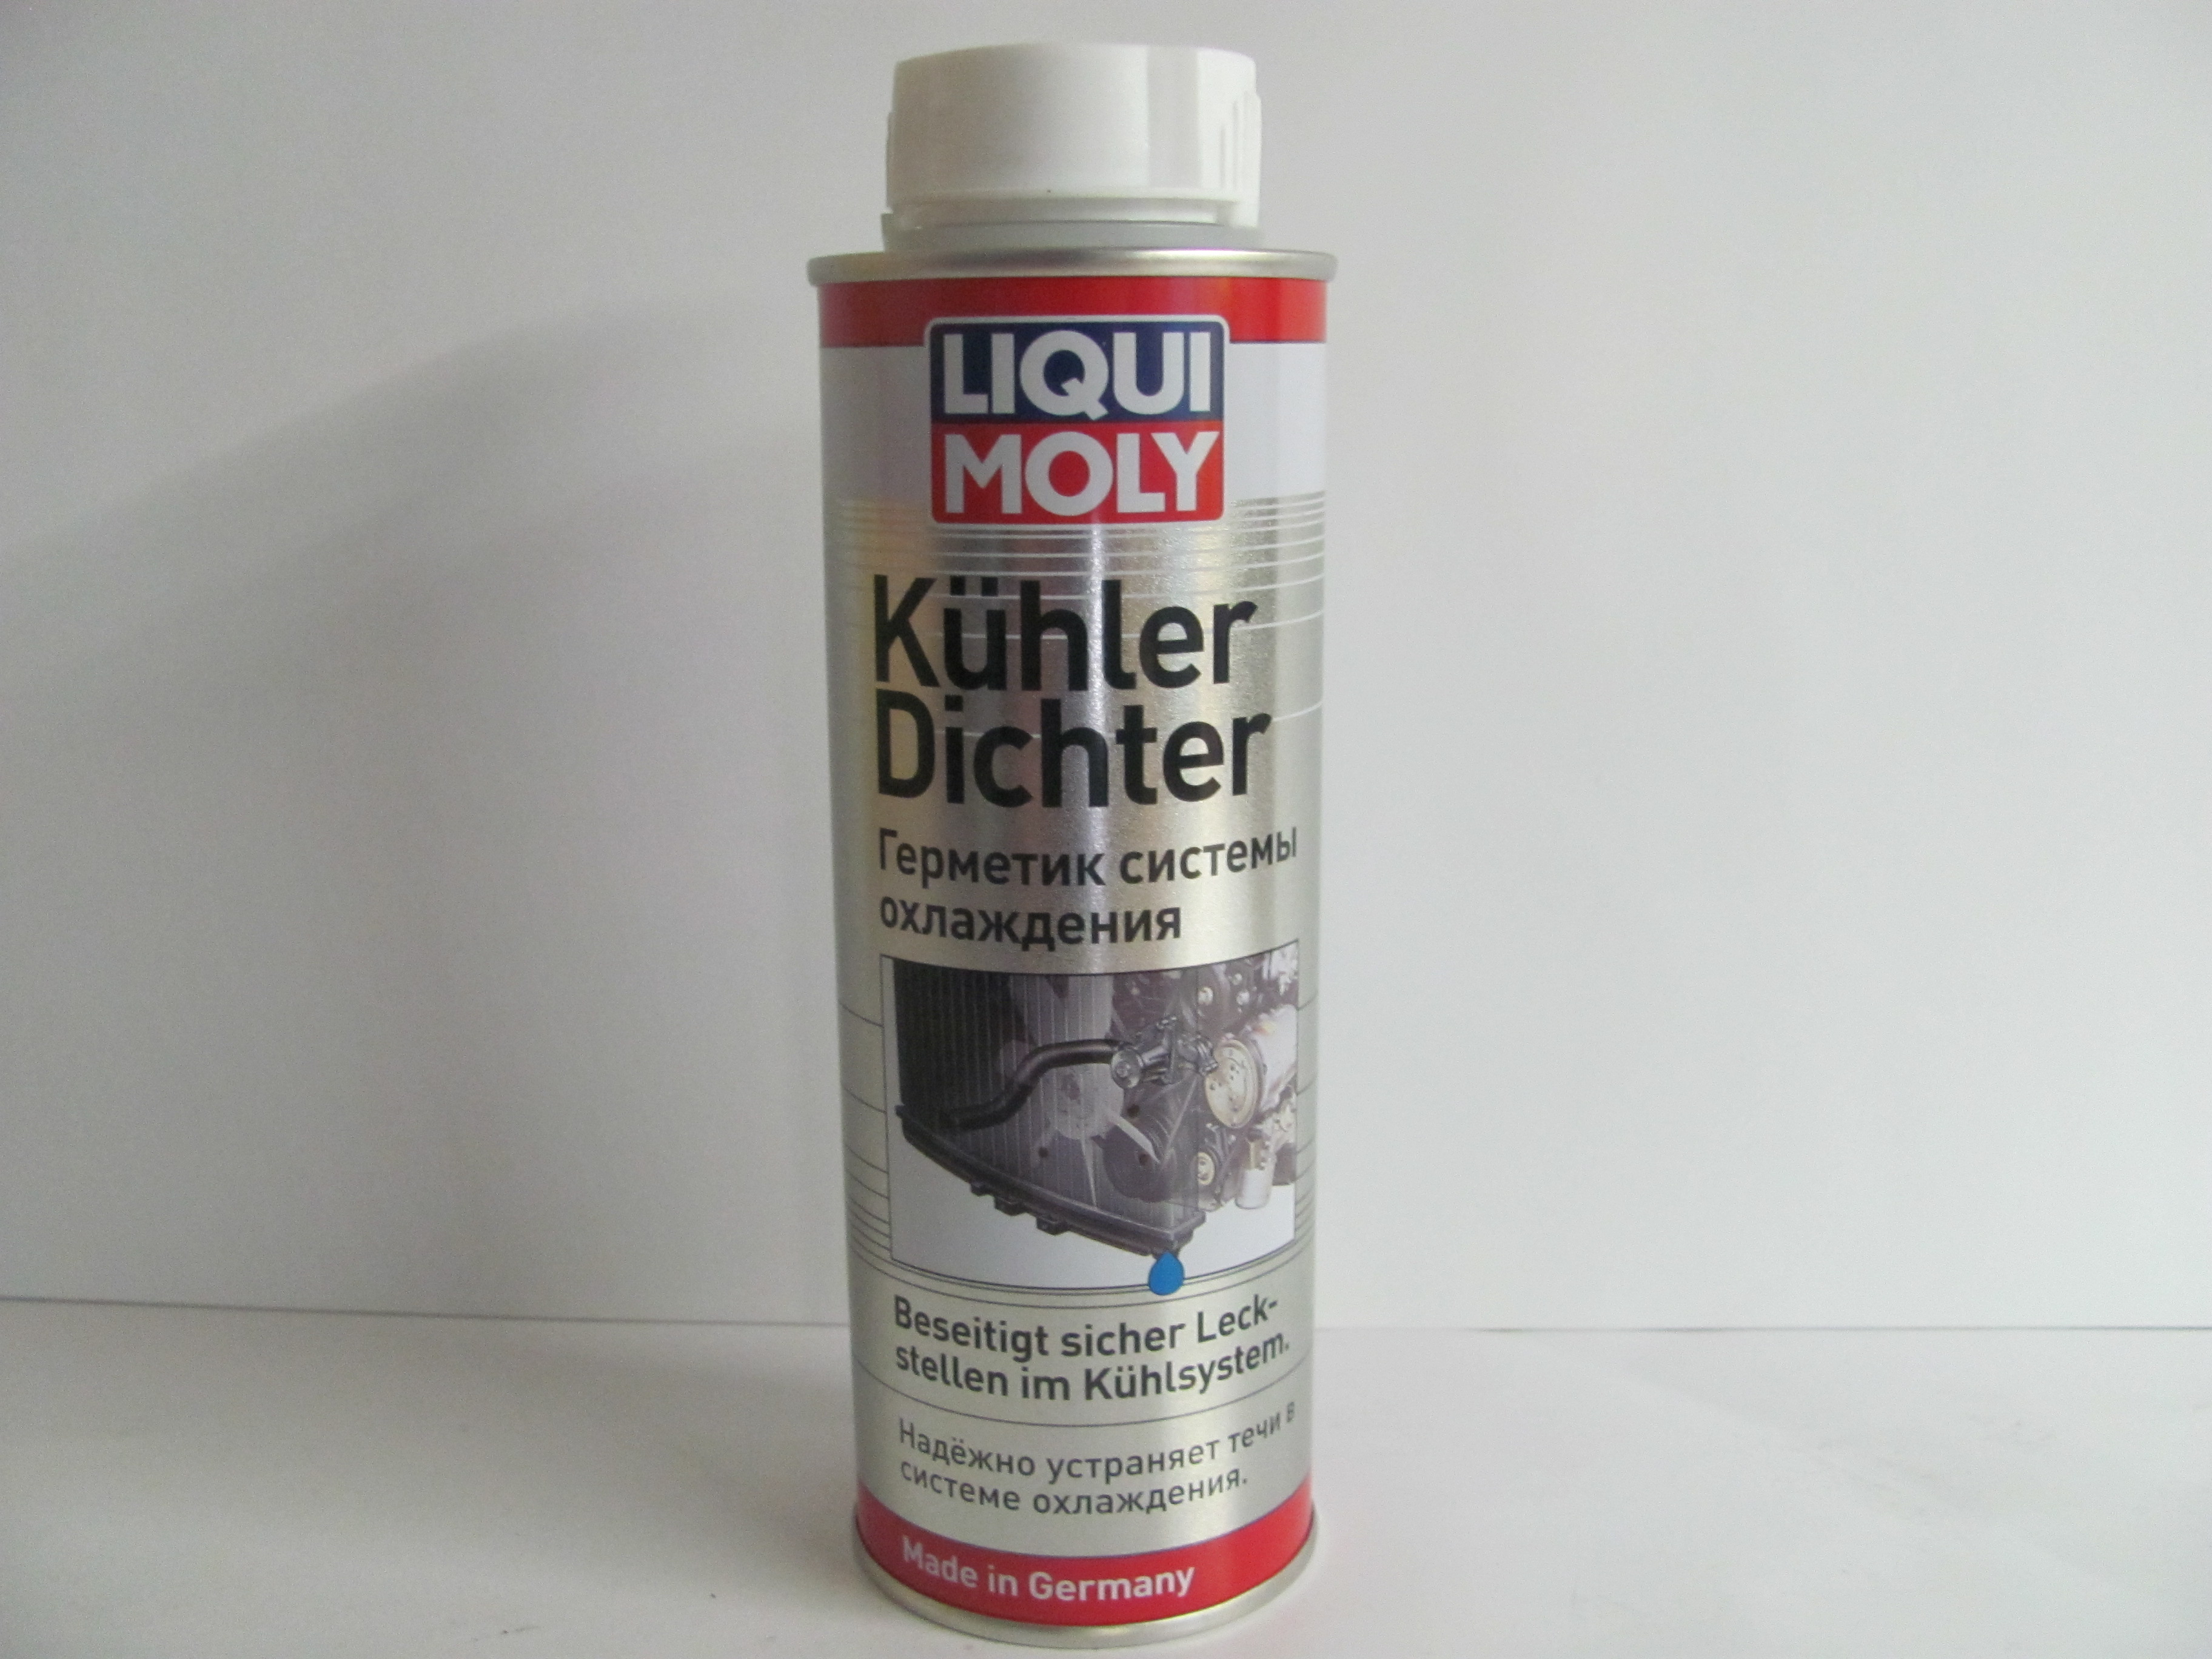 LIQUI
MOLY
Kühler
Dichter
Герметик системы
охлаждения
Beseitigt sicher Leck-
stellen im Kühlsystem.
Надёжно устраняет течи в
системе охлаждения.
Made in Germany